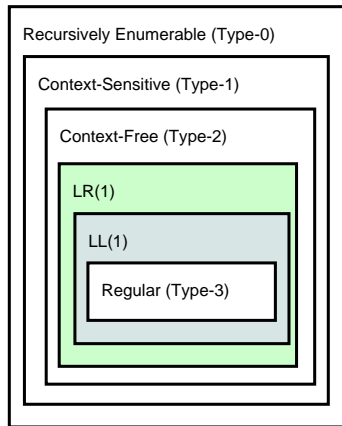 Recursively Enumerable (Type-0)
Context-Sensitive (Type-1)
Context-Free (Type-2)
LR(1)
LL(1)
Regular (Type-3)